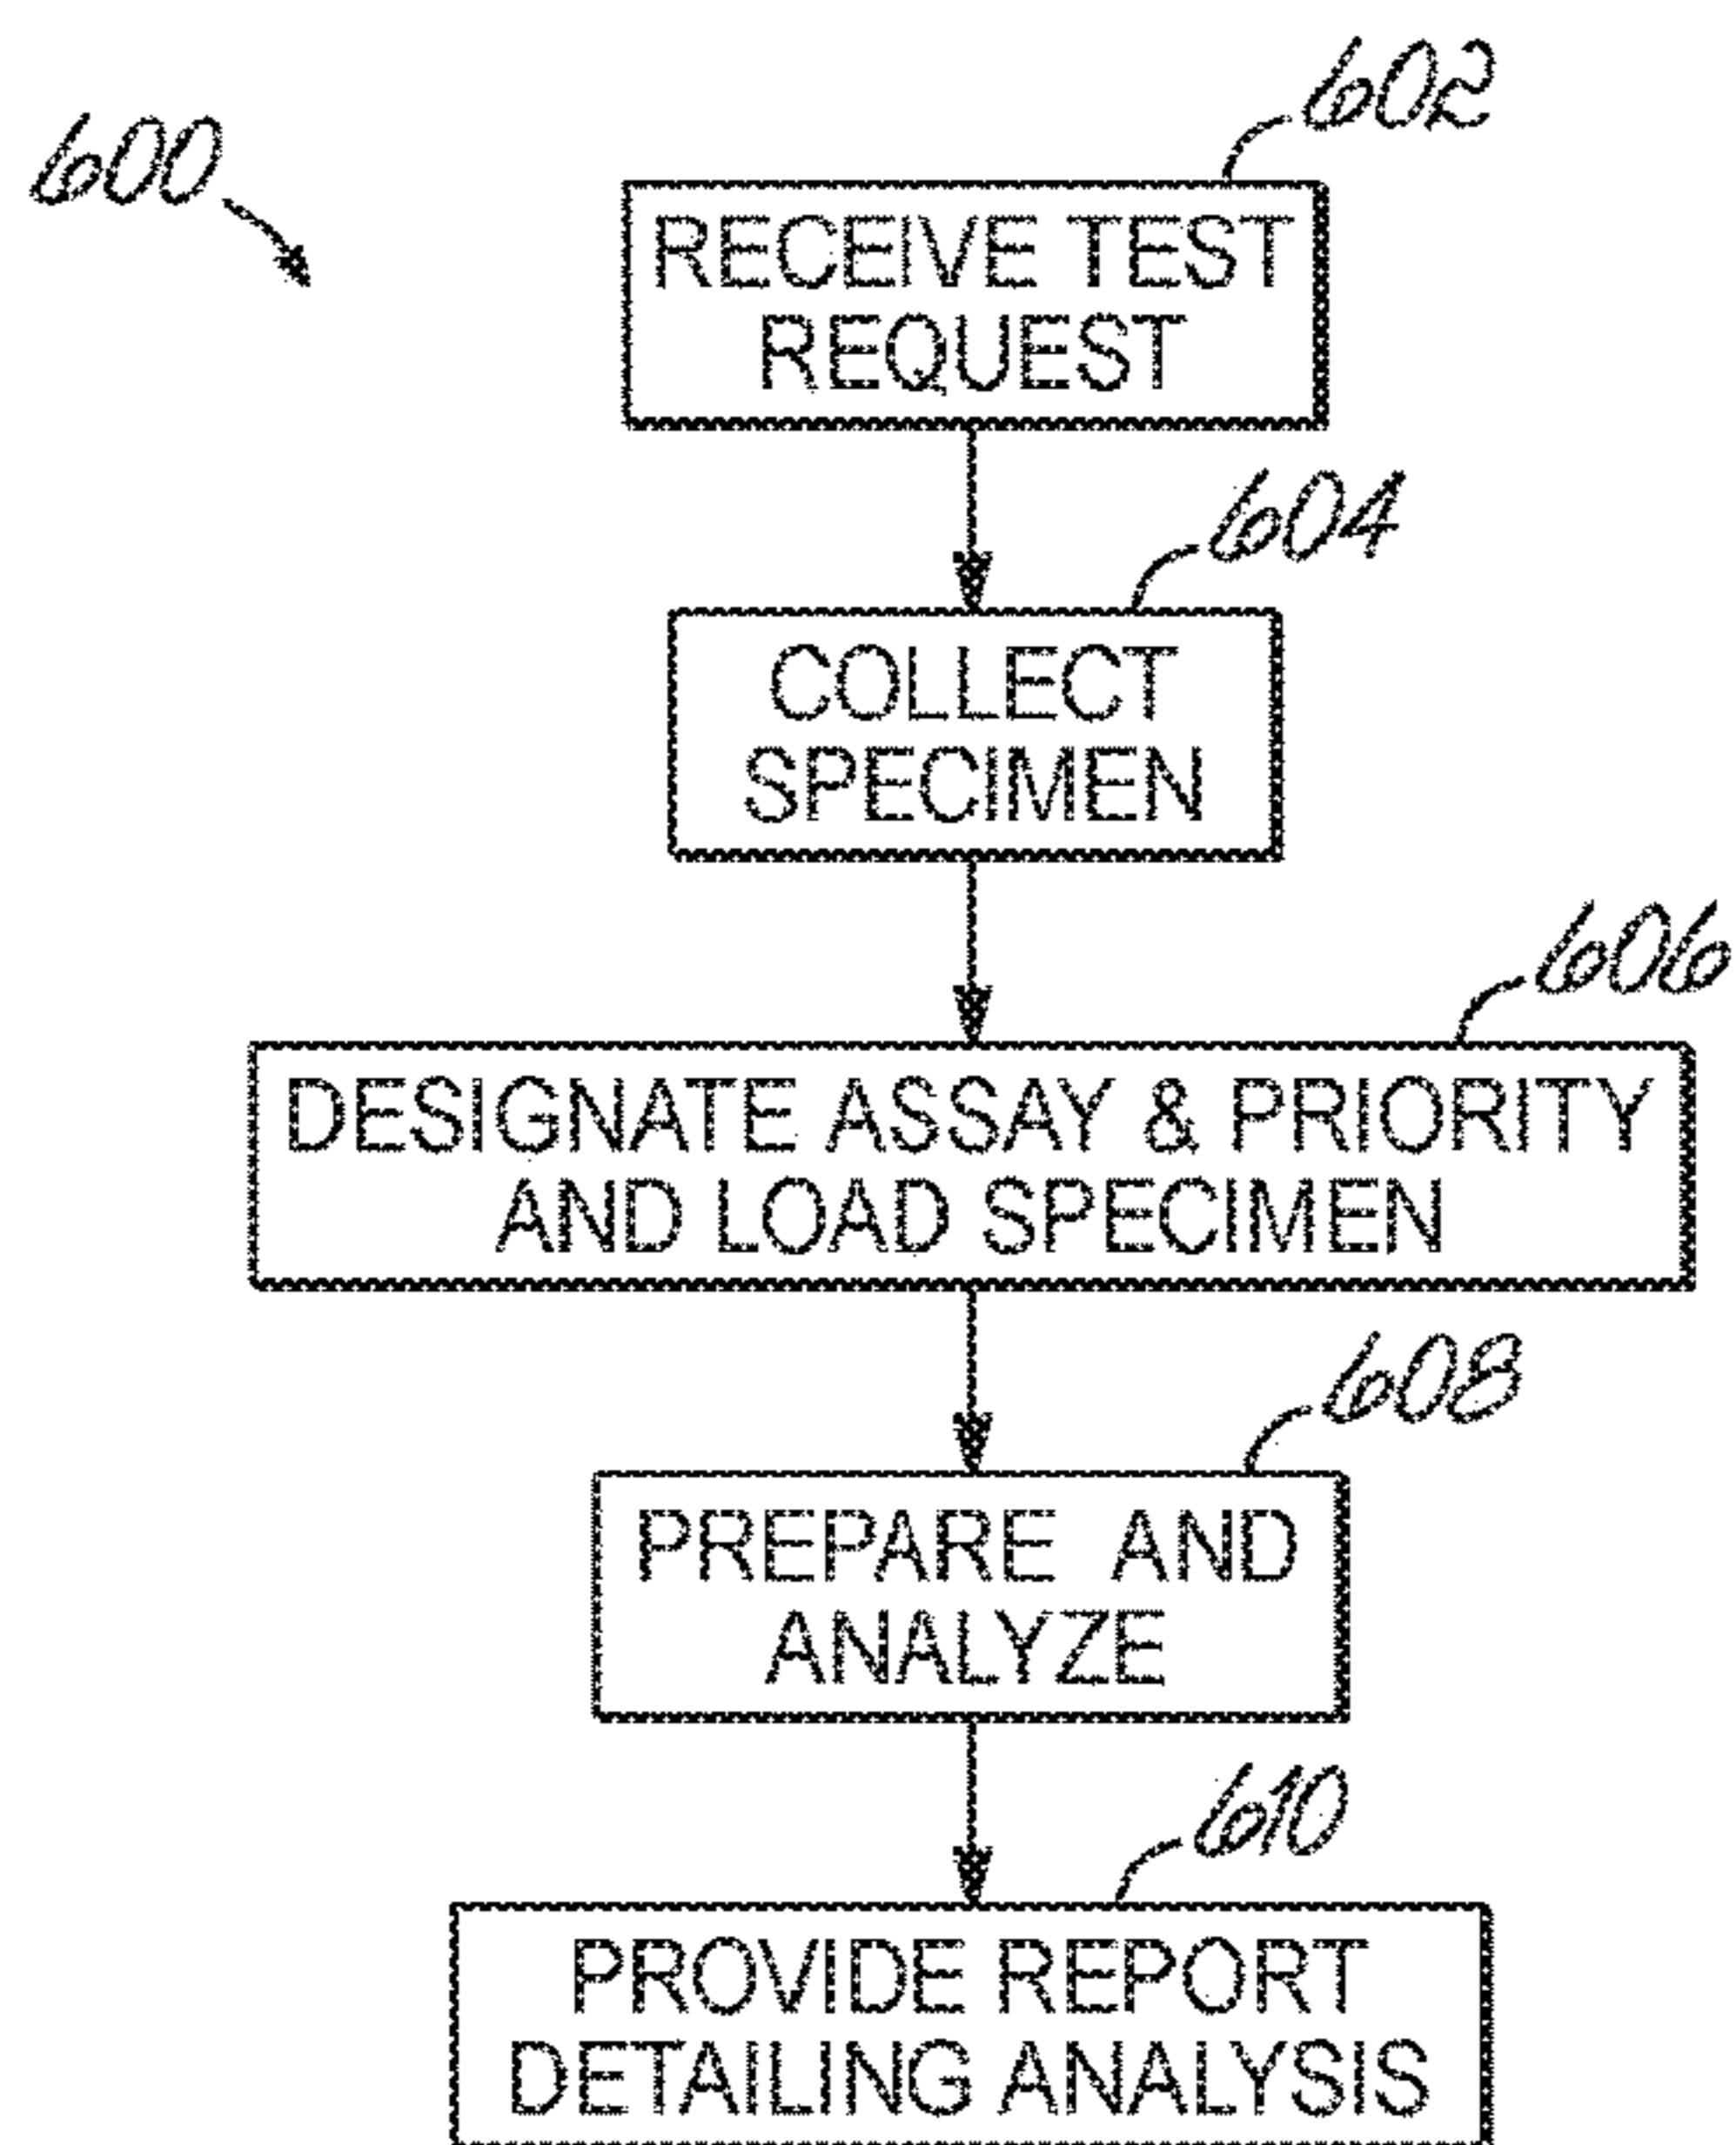 602
600
RECEIVE TEST
REQUEST
604
COLLECT
SPECIMEN
606
DESIGNATE ASSAY & PRIORITY
AND LOAD SPECIMEN
608
PREPARE AND
ANALYZE
610
PROVIDE REPORT
DETAILING ANALYSIS